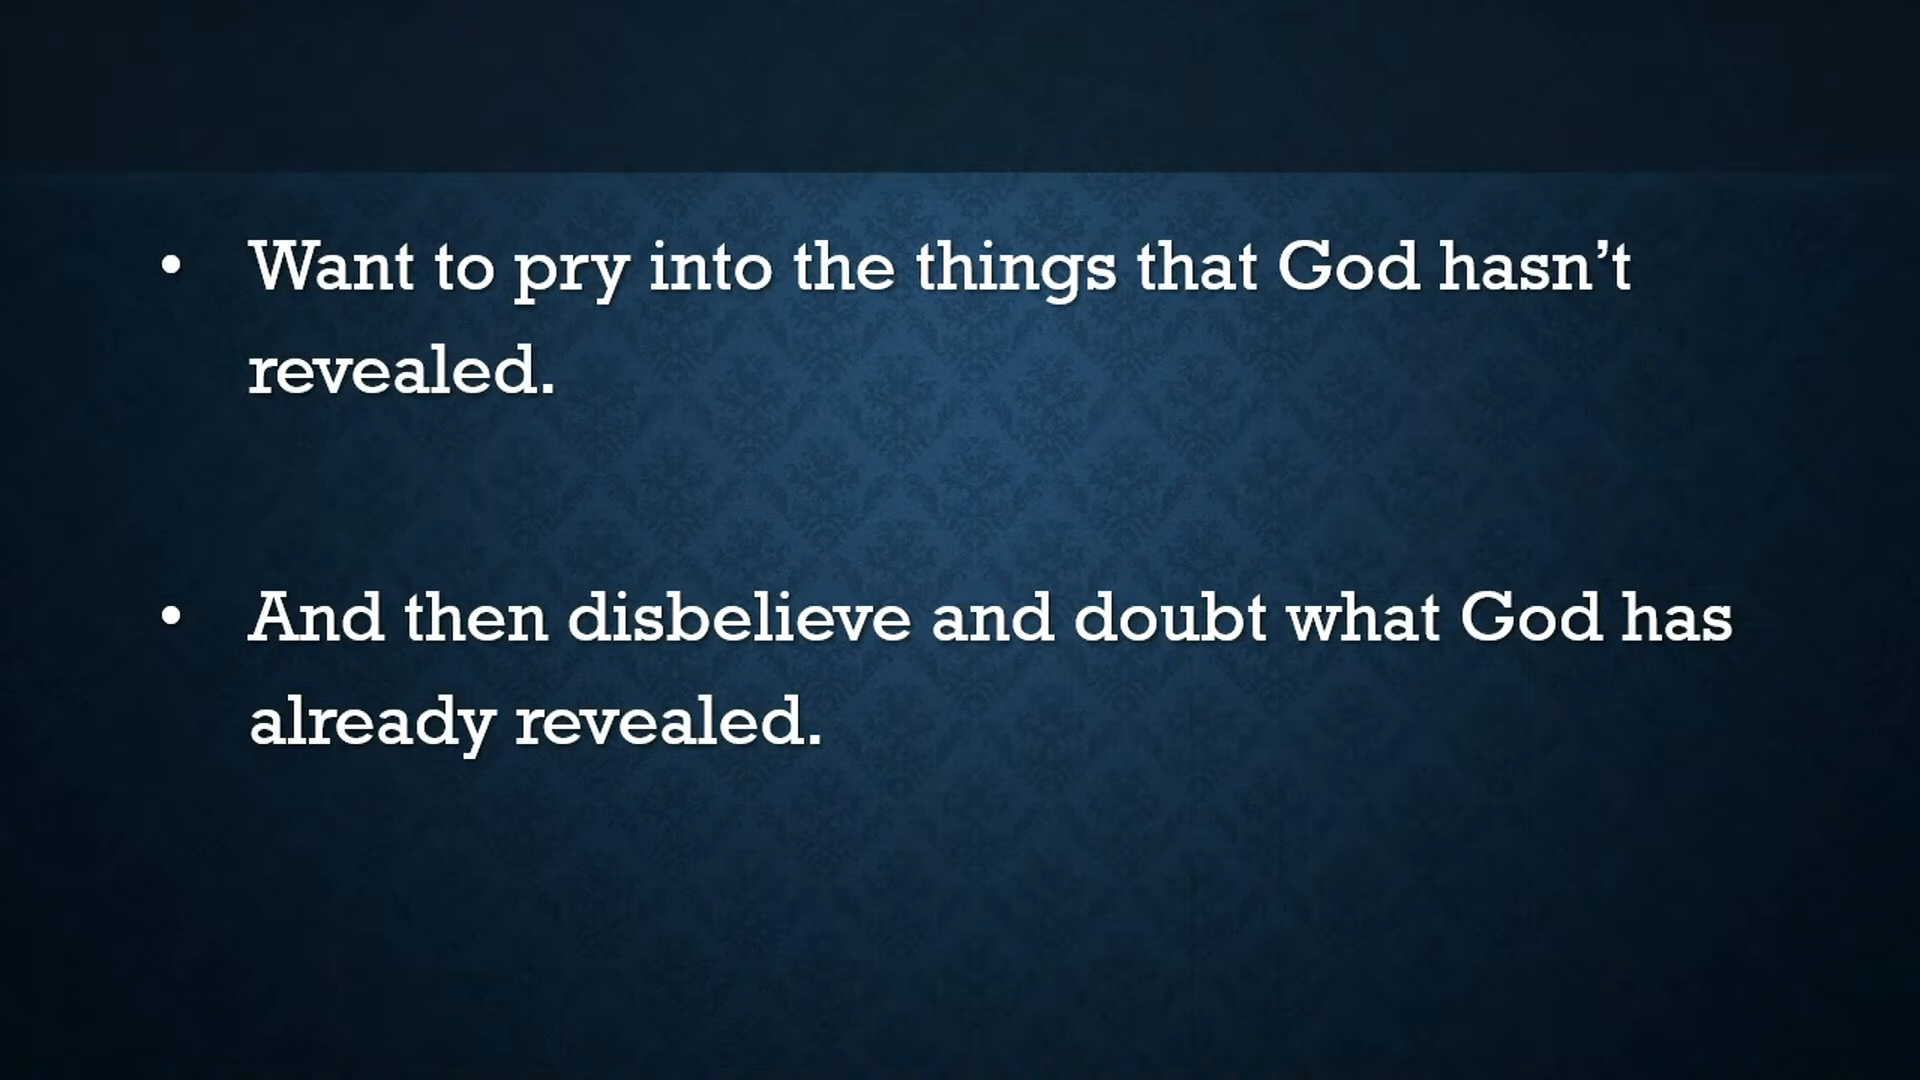 • Want to pry into the things that God hasn’t
revealed.
• And then disbelieve and doubt what God has
already revealed.